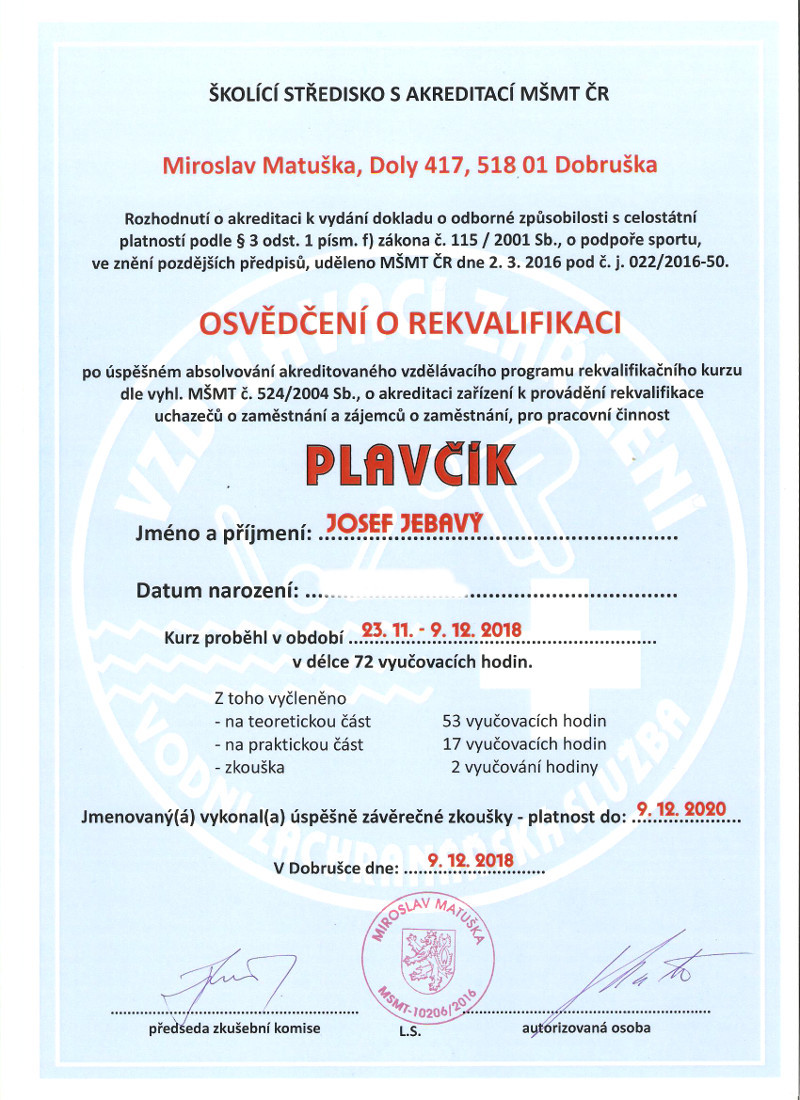 ŠKOLÍCÍ STŘEDISKO S AKREDITACÍ MŠMT ČR
Miroslav Matuška, Doly 417, 518 01 Dobruška
Rozhodnutí o akreditaci k vydání dokladu o odborné způsobilosti s celostátní
platností podle § 3 odst. 1 písm. f) zákona č. 115 / 2001 Sb., o podpoře sportu,
ve znění pozdějších předpisů, uděleno MŠMT ČR dne 2. 3. 2016 pod č. j. 022/2016-50.
OSVĚDČENÍ O REKVALIFIKACI
po úspěšném absolvování akreditovaného vzdělávacího programu rekvalifikačního kurzu
dle vyhl. MŠMT č. 524/2004 Sb., o akreditaci zařízení k provádění rekvalifikace
uchazečů o zaměstnání a zájemců o zaměstnání, pro pracovní činnost
PLAVČÍK
Jméno a příjmení: JOSEF JEBAVÝ
Datum narození:
Kurz proběhl v období 23. 11. - 9. 12. 2018
v délce 72 vyučovacích hodin.
Z toho vyčleněno
- na teoretickou část 53 vyučovacích hodin
- na praktickou část 17 vyučovacích hodin
- zkouška 2 vyučování hodiny
Jmenovaný(á) vykonal(a) úspěšně závěrečné zkoušky - platnost do: 9. 12. 2020
V Dobrušce dne: 9. 12. 2018
MIROSLAV MATUŠKA
MSMT-10206/2016
předseda zkušební komise
L.S.
autorizovaná osoba
VZDĚLÁVACÍ ZAŘÍZENÍ
VODNÍ ZÁCHRANÁŘSKÁ SLUŽBA